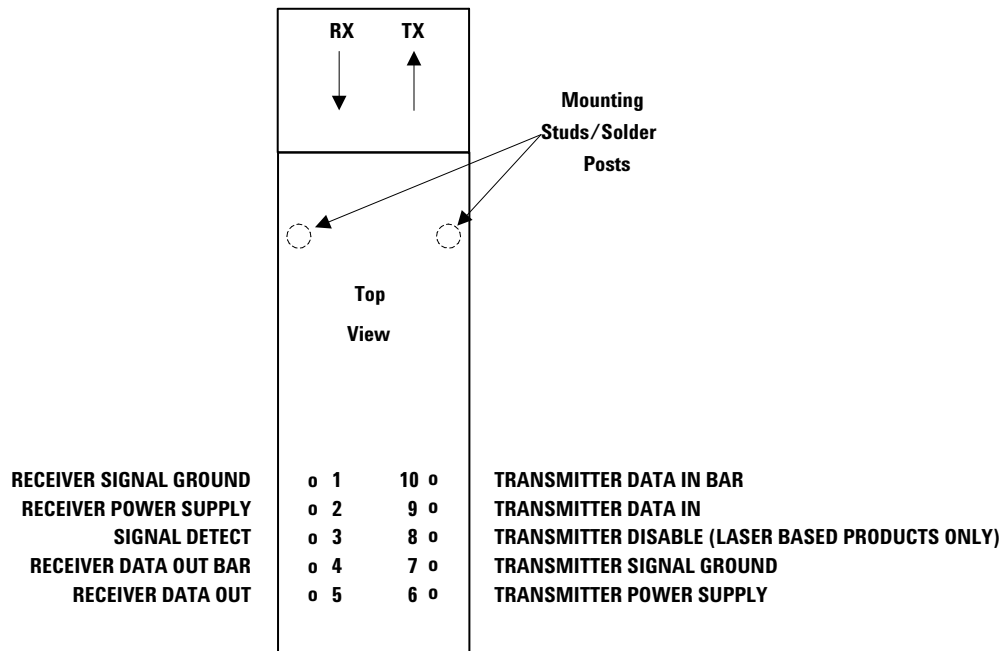 RX TX
Mounting
Studs/Solder
Posts
Top
View
RECEIVER SIGNAL GROUND o 1 10 o TRANSMITTER DATA IN BAR
RECEIVER POWER SUPPLY o 2 9 o TRANSMITTER DATA IN
SIGNAL DETECT o 3 8 o TRANSMITTER DISABLE (LASER BASED PRODUCTS ONLY)
RECEIVER DATA OUT BAR o 4 7 o TRANSMITTER SIGNAL GROUND
RECEIVER DATA OUT o 5 6 o TRANSMITTER POWER SUPPLY